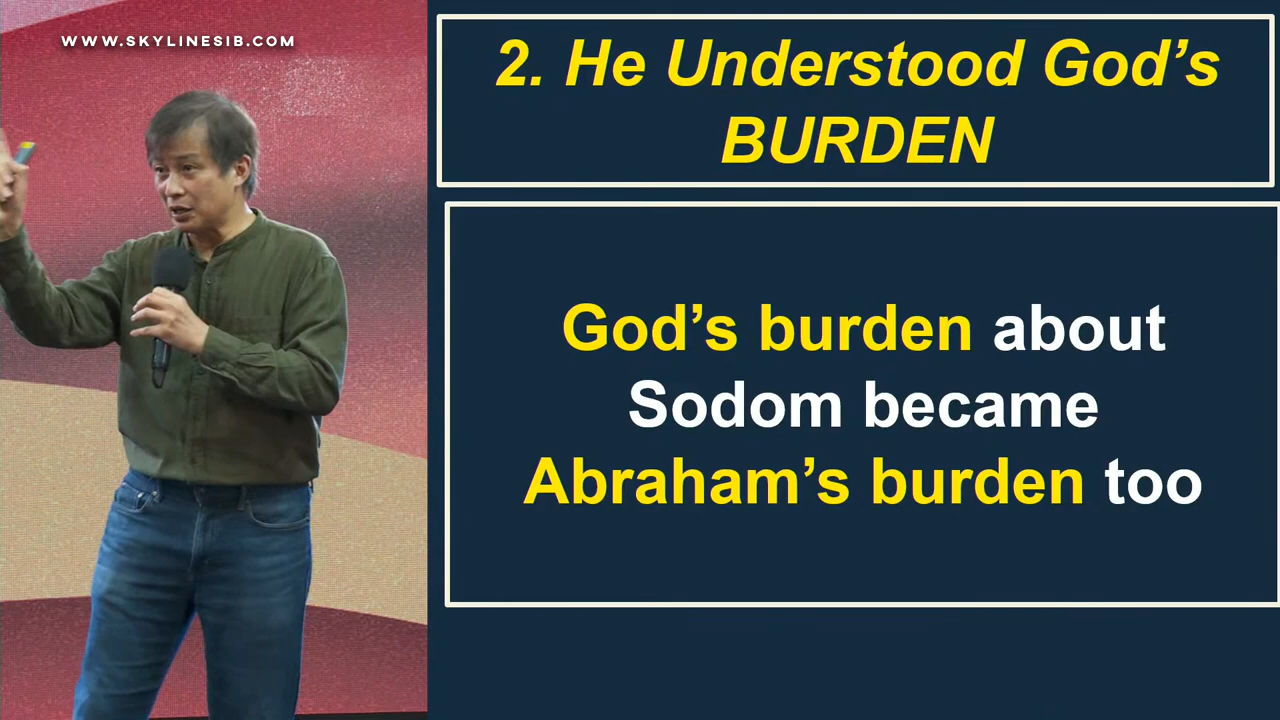 WWW.SKYLINESIB.COM
2. He Understood God's
BURDEN
God's burden about
Sodom became
Abraham's burden too